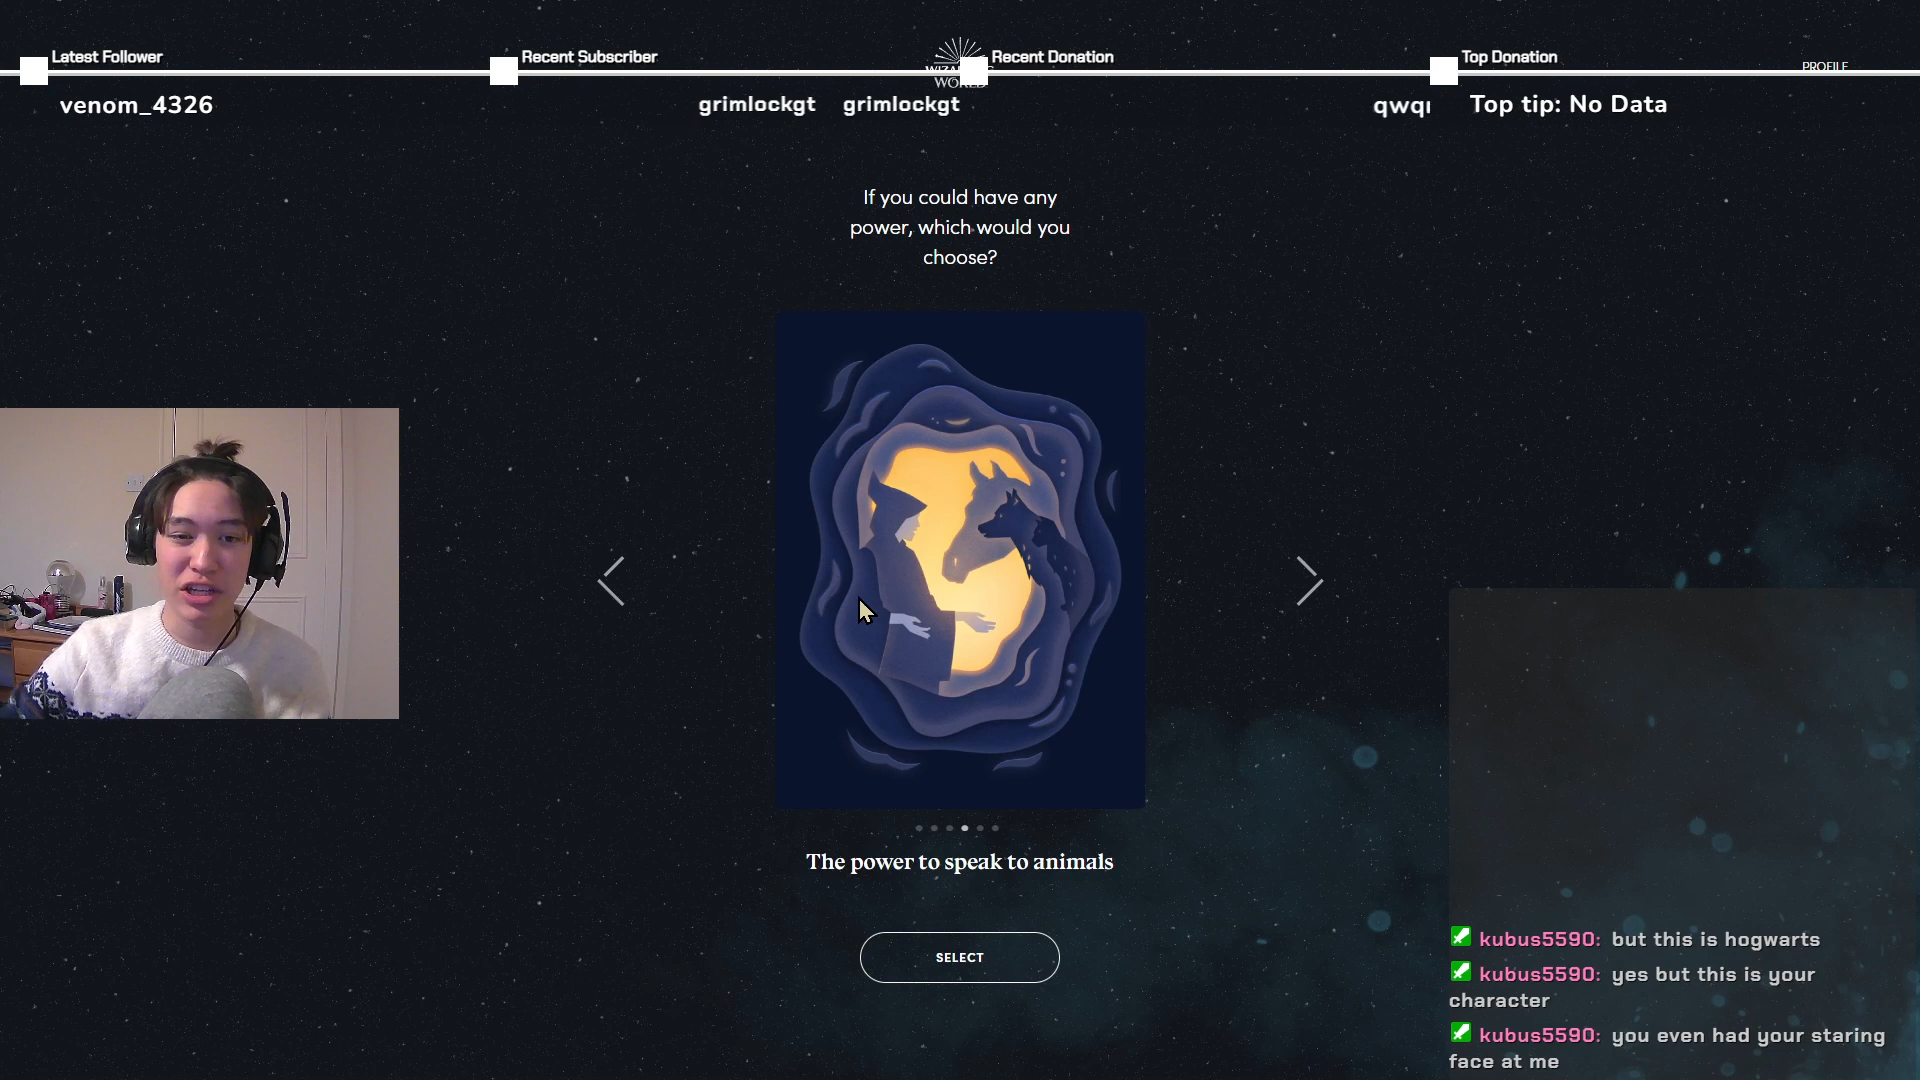 Latest Follower
Recent Subscriber
Recent Donation
Top Donation
PROFILE
WORLD
venom_4326
grimlockgt grimlockgt
Top tip: No Data
If you could have any
power, which would you
choose?
The power to speak to animals
SELECT
kubus5590: but this is hogwarts
kubus5590: yes but this is your
character
kubus5590: you even had your staring
face at me